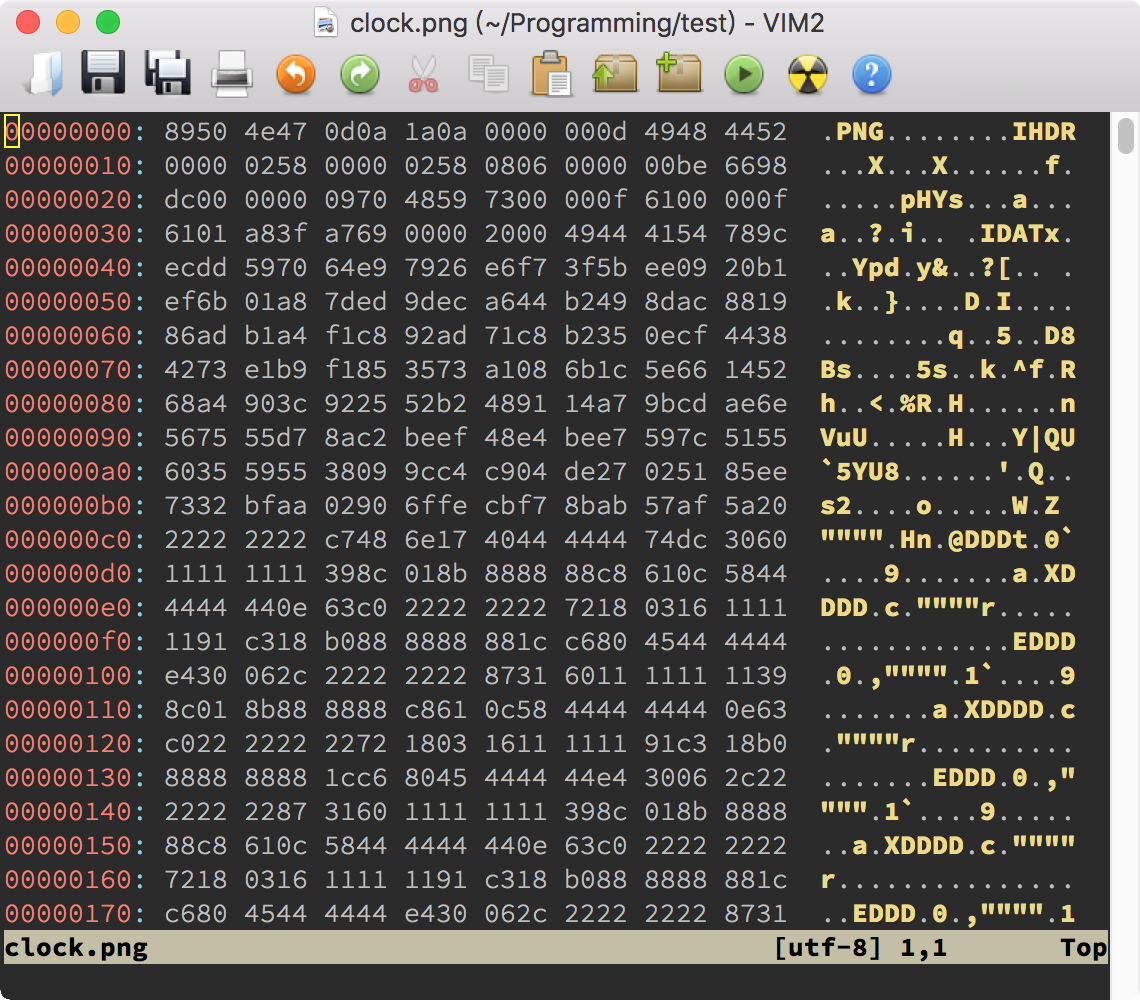 clock.png (~/Programming/test) - VIM2
00000000: 8950 4e47 0d0a 1a0a 0000 000d 4948 4452 .PNG........IHDR
00000010: 0000 0258 0000 0258 0806 0000 00be 6698 ...X...X......f.
00000020: dc00 0000 0970 4859 7300 000f 6100 000f .....pHYs...a...
00000030: 6101 a83f a769 0000 2000 4944 4154 789c a..?.i.. .IDATx.
00000040: ecdd 5970 64e9 7926 e6f7 3f5b ee09 20b1 ..Ypd.y&..?[.. .
00000050: ef6b 01a8 7ded 9dec a644 b249 8dac 8819 .k..}....D.I....
00000060: 86ad b1a4 f1c8 92ad 71c8 b235 0ecf 4438 ........q..5..D8
00000070: 4273 e1b9 f185 3573 a108 6b1c 5e66 1452 Bs....5s..k.^f.R
00000080: 68a4 903c 9225 52b2 4891 14a7 9bcd ae6e h..<.%R.H......n
00000090: 5675 55d7 8ac2 beef 48e4 bee7 597c 5155 VuU.....H...Y|QU
000000a0: 6035 5955 3809 9cc4 c904 de27 0251 85ee `5YU8......'.Q..
000000b0: 7332 bfaa 0290 6ffe cbf7 8bab 57af 5a20 s2....o.....W.Z
000000c0: 2222 2222 c748 6e17 4044 4444 74dc 3060 """".Hn.@DDDt.0`
000000d0: 1111 1111 398c 018b 8888 88c8 610c 5844 ....9.......a.XD
000000e0: 4444 440e 63c0 2222 2222 7218 0316 1111 DDD.c.""""r.....
000000f0: 1191 c318 b088 8888 881c c680 4544 4444 ............EDDD
00000100: e430 062c 2222 2222 8731 6011 1111 1139 .0.,"""".1`....9
00000110: 8c01 8b88 8888 c861 0c58 4444 4444 0e63 .......a.XDDDD.c
00000120: c022 2222 2272 1803 1611 1111 91c3 18b0 .""""r..........
00000130: 8888 8888 1cc6 8045 4444 44e4 3006 2c22 .......EDDD.0.,"
00000140: 2222 2287 3160 1111 1111 398c 018b 8888 """.1`....9.....
00000150: 88c8 610c 5844 4444 440e 63c0 2222 2222 ..a.XDDDD.c.""""
00000160: 7218 0316 1111 1191 c318 b088 8888 881c r...............
00000170: c680 4544 4444 e430 062c 2222 2222 8731 ..EDDD.0.,"""".1
clock.png [utf-8] 1,1 Top